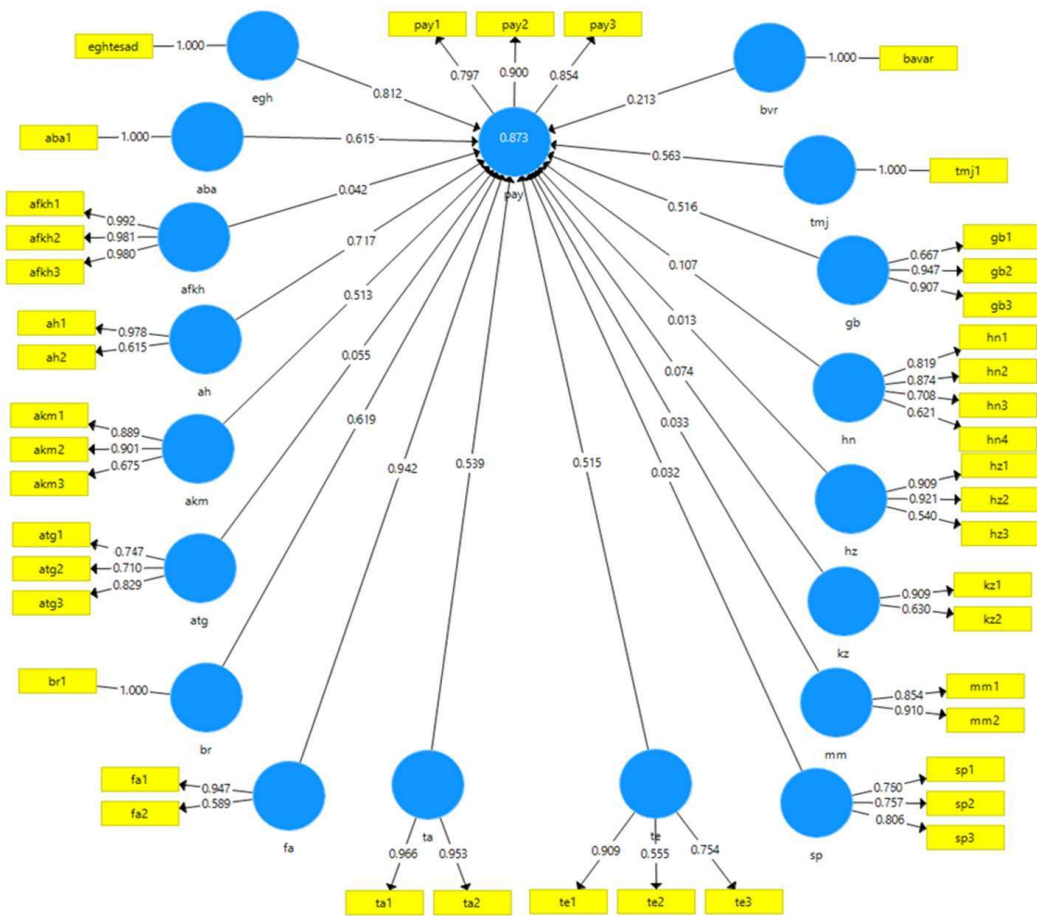 pay1 pay2 pay3
eghtesad 1.000 egh 0.812
0.797 0.900 0.854
bavar 1.000 bvr 0.213
aba1 1.000 aba 0.615
0.873
pay
0.563 tmj 1.000 tmj1
afkh1 0.992
afkh2 0.981
afkh3 0.980
afkh 0.042
0.516 gb
0.667 gb1
0.947 gb2
0.907 gb3
ah1 0.978
ah2 0.615
ah 0.717
0.107 hn
0.819 hn1
0.874 hn2
0.708 hn3
0.621 hn4
akm1 0.889
akm2 0.901
akm3 0.675
akm 0.513
0.013 hz
0.909 hz1
0.921 hz2
0.540 hz3
atg1 0.747
atg2 0.710
atg3 0.829
atg 0.055
0.074 kz
0.909 kz1
0.630 kz2
br1 1.000 br 0.619
0.033 mm
0.854 mm1
0.910 mm2
fa1 0.947
fa2 0.589
fa 0.942
0.539 ta
0.966 0.953
ta1 ta2
0.515 te
0.909 0.555 0.754
te1 te2 te3
0.032 sp
0.750 sp1
0.757 sp2
0.806 sp3